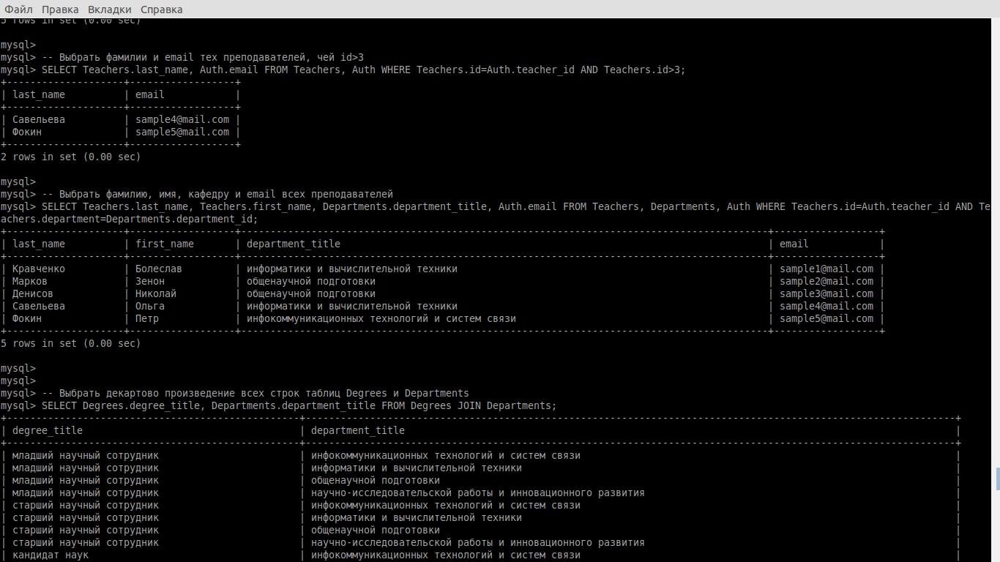 Файл Правка Вкладки Справка
5 rows in set (0.00 sec)
mysql>
mysql> -- Выбрать фамилии и email тех преподавателей, чей id>3
mysql> SELECT Teachers.last_name, Auth.email FROM Teachers, Auth WHERE Teachers.id=Auth.teacher_id AND Teachers.id>3;
+--------------------+------------------+
| last_name          | email            |
+--------------------+------------------+
| Савельева          | sample4@mail.com |
| Фокин              | sample5@mail.com |
+--------------------+------------------+
2 rows in set (0.00 sec)
mysql>
mysql> -- Выбрать фамилию, имя, кафедру и email всех преподавателей
mysql> SELECT Teachers.last_name, Teachers.first_name, Departments.department_title, Auth.email FROM Teachers, Departments, Auth WHERE Teachers.id=Auth.teacher_id AND Te
achers.department=Departments.department_id;
+--------------------+------------------+------------------------------------------------------------------------------------------+------------------+
| last_name          | first_name       | department_title                                                                         | email            |
+--------------------+------------------+------------------------------------------------------------------------------------------+------------------+
| Кравченко          | Болеслав         | информатики и вычислительной техники                                                     | sample1@mail.com |
| Марков             | Зенон            | общенаучной подготовки                                                                   | sample2@mail.com |
| Денисов            | Николай          | общенаучной подготовки                                                                   | sample3@mail.com |
| Савельева          | Ольга            | информатики и вычислительной техники                                                     | sample4@mail.com |
| Фокин              | Петр             | инфокоммуникационных технологий и систем связи                                           | sample5@mail.com |
+--------------------+------------------+------------------------------------------------------------------------------------------+------------------+
5 rows in set (0.00 sec)
mysql>
mysql>
mysql> -- Выбрать декартово произведение всех строк таблиц Degrees и Departments
mysql> SELECT Degrees.degree_title, Departments.department_title FROM Degrees JOIN Departments;
+--------------------------------------------------+---------------------------------------------------------------------------------------------------------------+
| degree_title                                     | department_title                                                                                              |
+--------------------------------------------------+---------------------------------------------------------------------------------------------------------------+
| младший научный сотрудник                        | инфокоммуникационных технологий и систем связи                                                                |
| младший научный сотрудник                        | информатики и вычислительной техники                                                                          |
| младший научный сотрудник                        | общенаучной подготовки                                                                                        |
| младший научный сотрудник                        | научно-исследовательской работы и инновационного развития                                                     |
| старший научный сотрудник                        | инфокоммуникационных технологий и систем связи                                                                |
| старший научный сотрудник                        | информатики и вычислительной техники                                                                          |
| старший научный сотрудник                        | общенаучной подготовки                                                                                        |
| старший научный сотрудник                        | научно-исследовательской работы и инновационного развития                                                     |
| кандидат наук                                    | инфокоммуникационных технологий и систем связи                                                                |